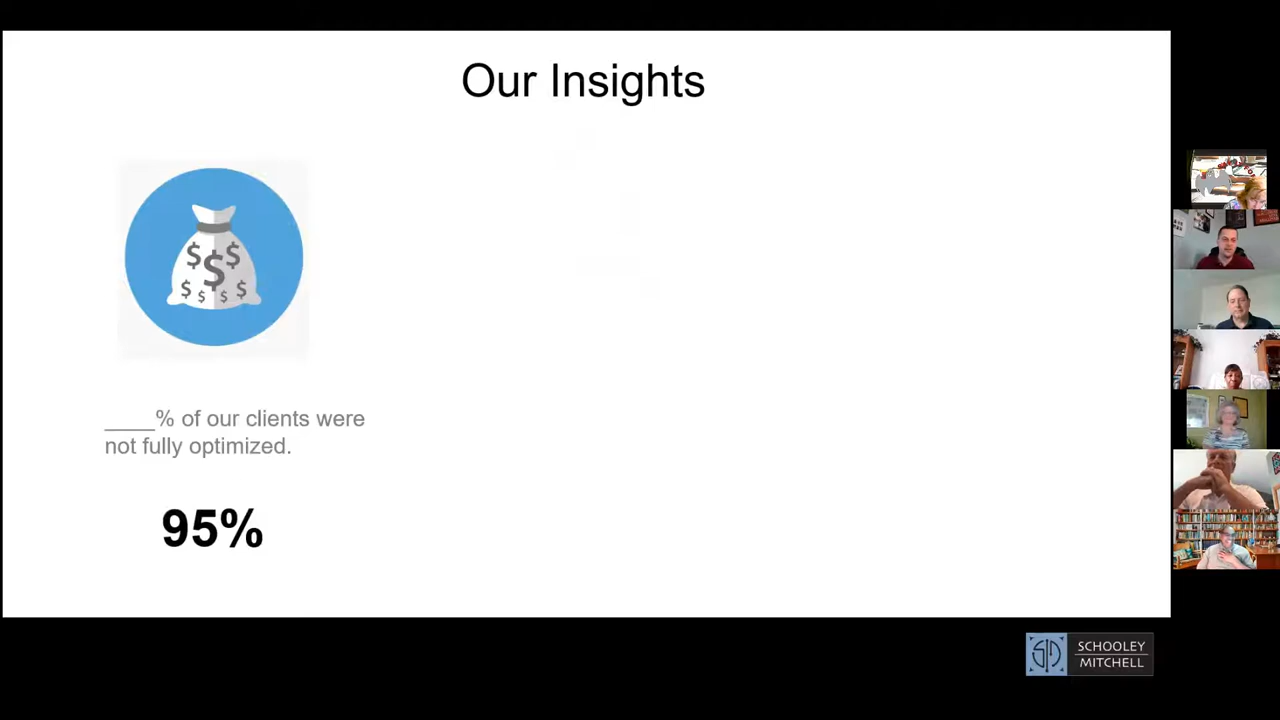 Our Insights
$ $ $
$ $ $ $
____% of our clients were
not fully optimized.
95%
SCHOOLEY
MITCHELL